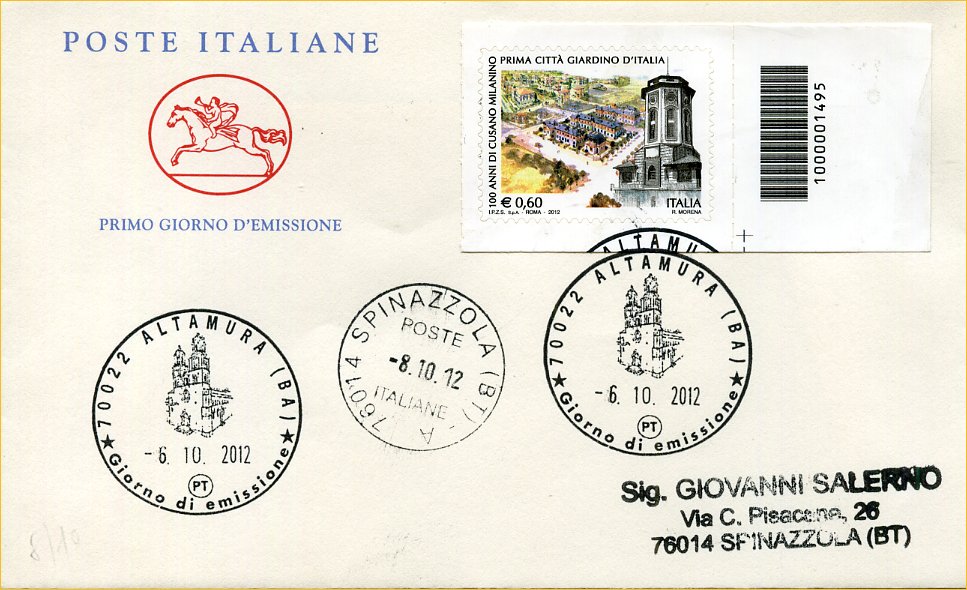 POSTE ITALIANE
PRIMO GIORNO D'EMISSIONE
PRIMA CITTÀ GIARDINO D'ITALIA
100 ANNI DI CUSANO MILANINO
€ 0,60
ITALIA
I.P.Z.S. S.p.A. - ROMA - 2012
R. MORENA
1000001495
ALTAMU
70022 ALTAMURA (BA)
-6. 10. 2012
PT
Giorno di emissione
76014 SPINAZZOLA (BT) - A
POSTE
-8.10.12
ITALIANE
70022 ALTAMURA (BA)
-6. 10. 2012
PT
Giorno di emissione
Sig. GIOVANNI SALERNO
Via C. Pisacane, 26
76014 SPINAZZOLA (BT)